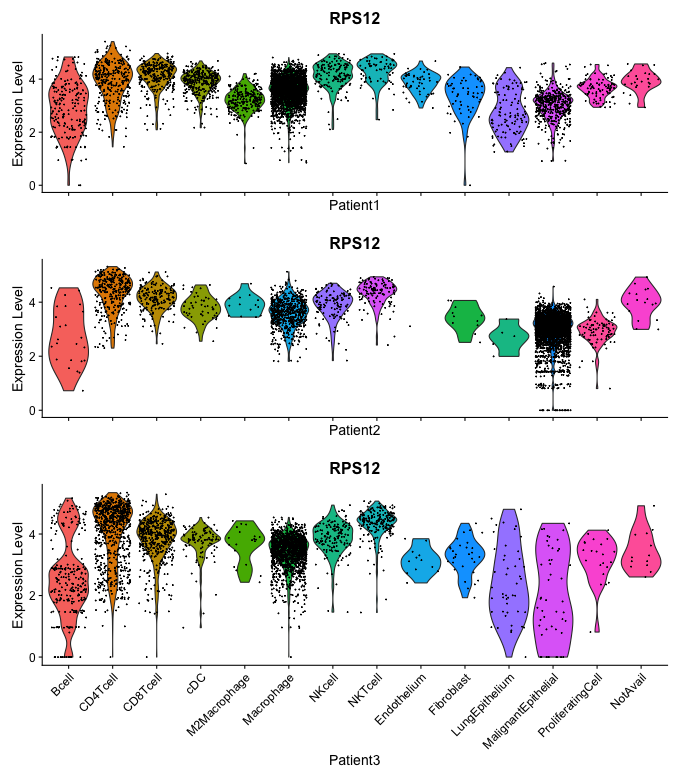 RPS12
Expression Level
4
2
0
Patient1
RPS12
Expression Level
4
2
0
Patient2
RPS12
Expression Level
4
2
0
Bcell
CD4Tcell
CD8Tcell
cDC
M2Macrophage
Macrophage
NKcell
NKTcell
Endothelium
Fibroblast
LungEpithelium
MalignantEpithelial
ProliferatingCell
NotAvail
Patient3